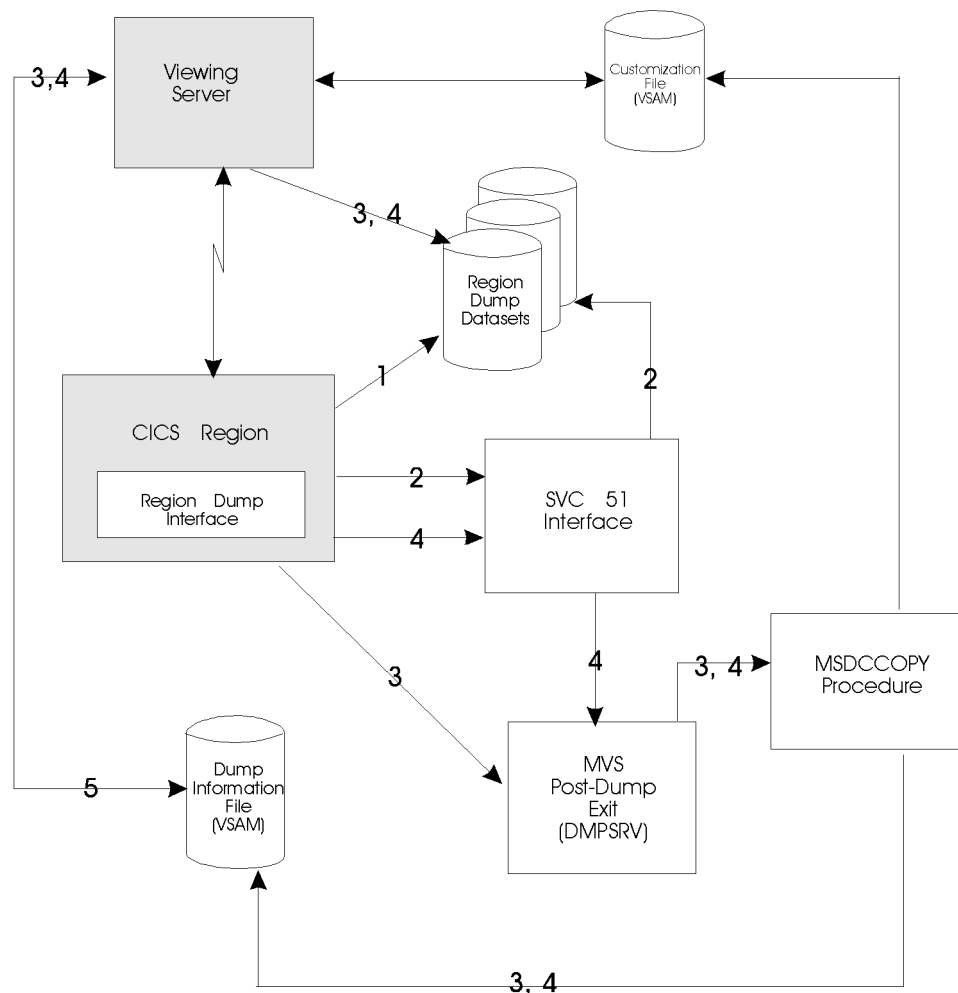 Viewing
Server
3,4
Customization
File
(VSAM)
3, 4
Region
Dump
Datasets
1
2
CICS Region
Region Dump
Interface
2
4
SVC 51
Interface
3
4
3, 4
MSDCCOPY
Procedure
Dump
Information
File
(VSAM)
5
MVS
Post-Dump
Exit
(DMPSRV)
3, 4